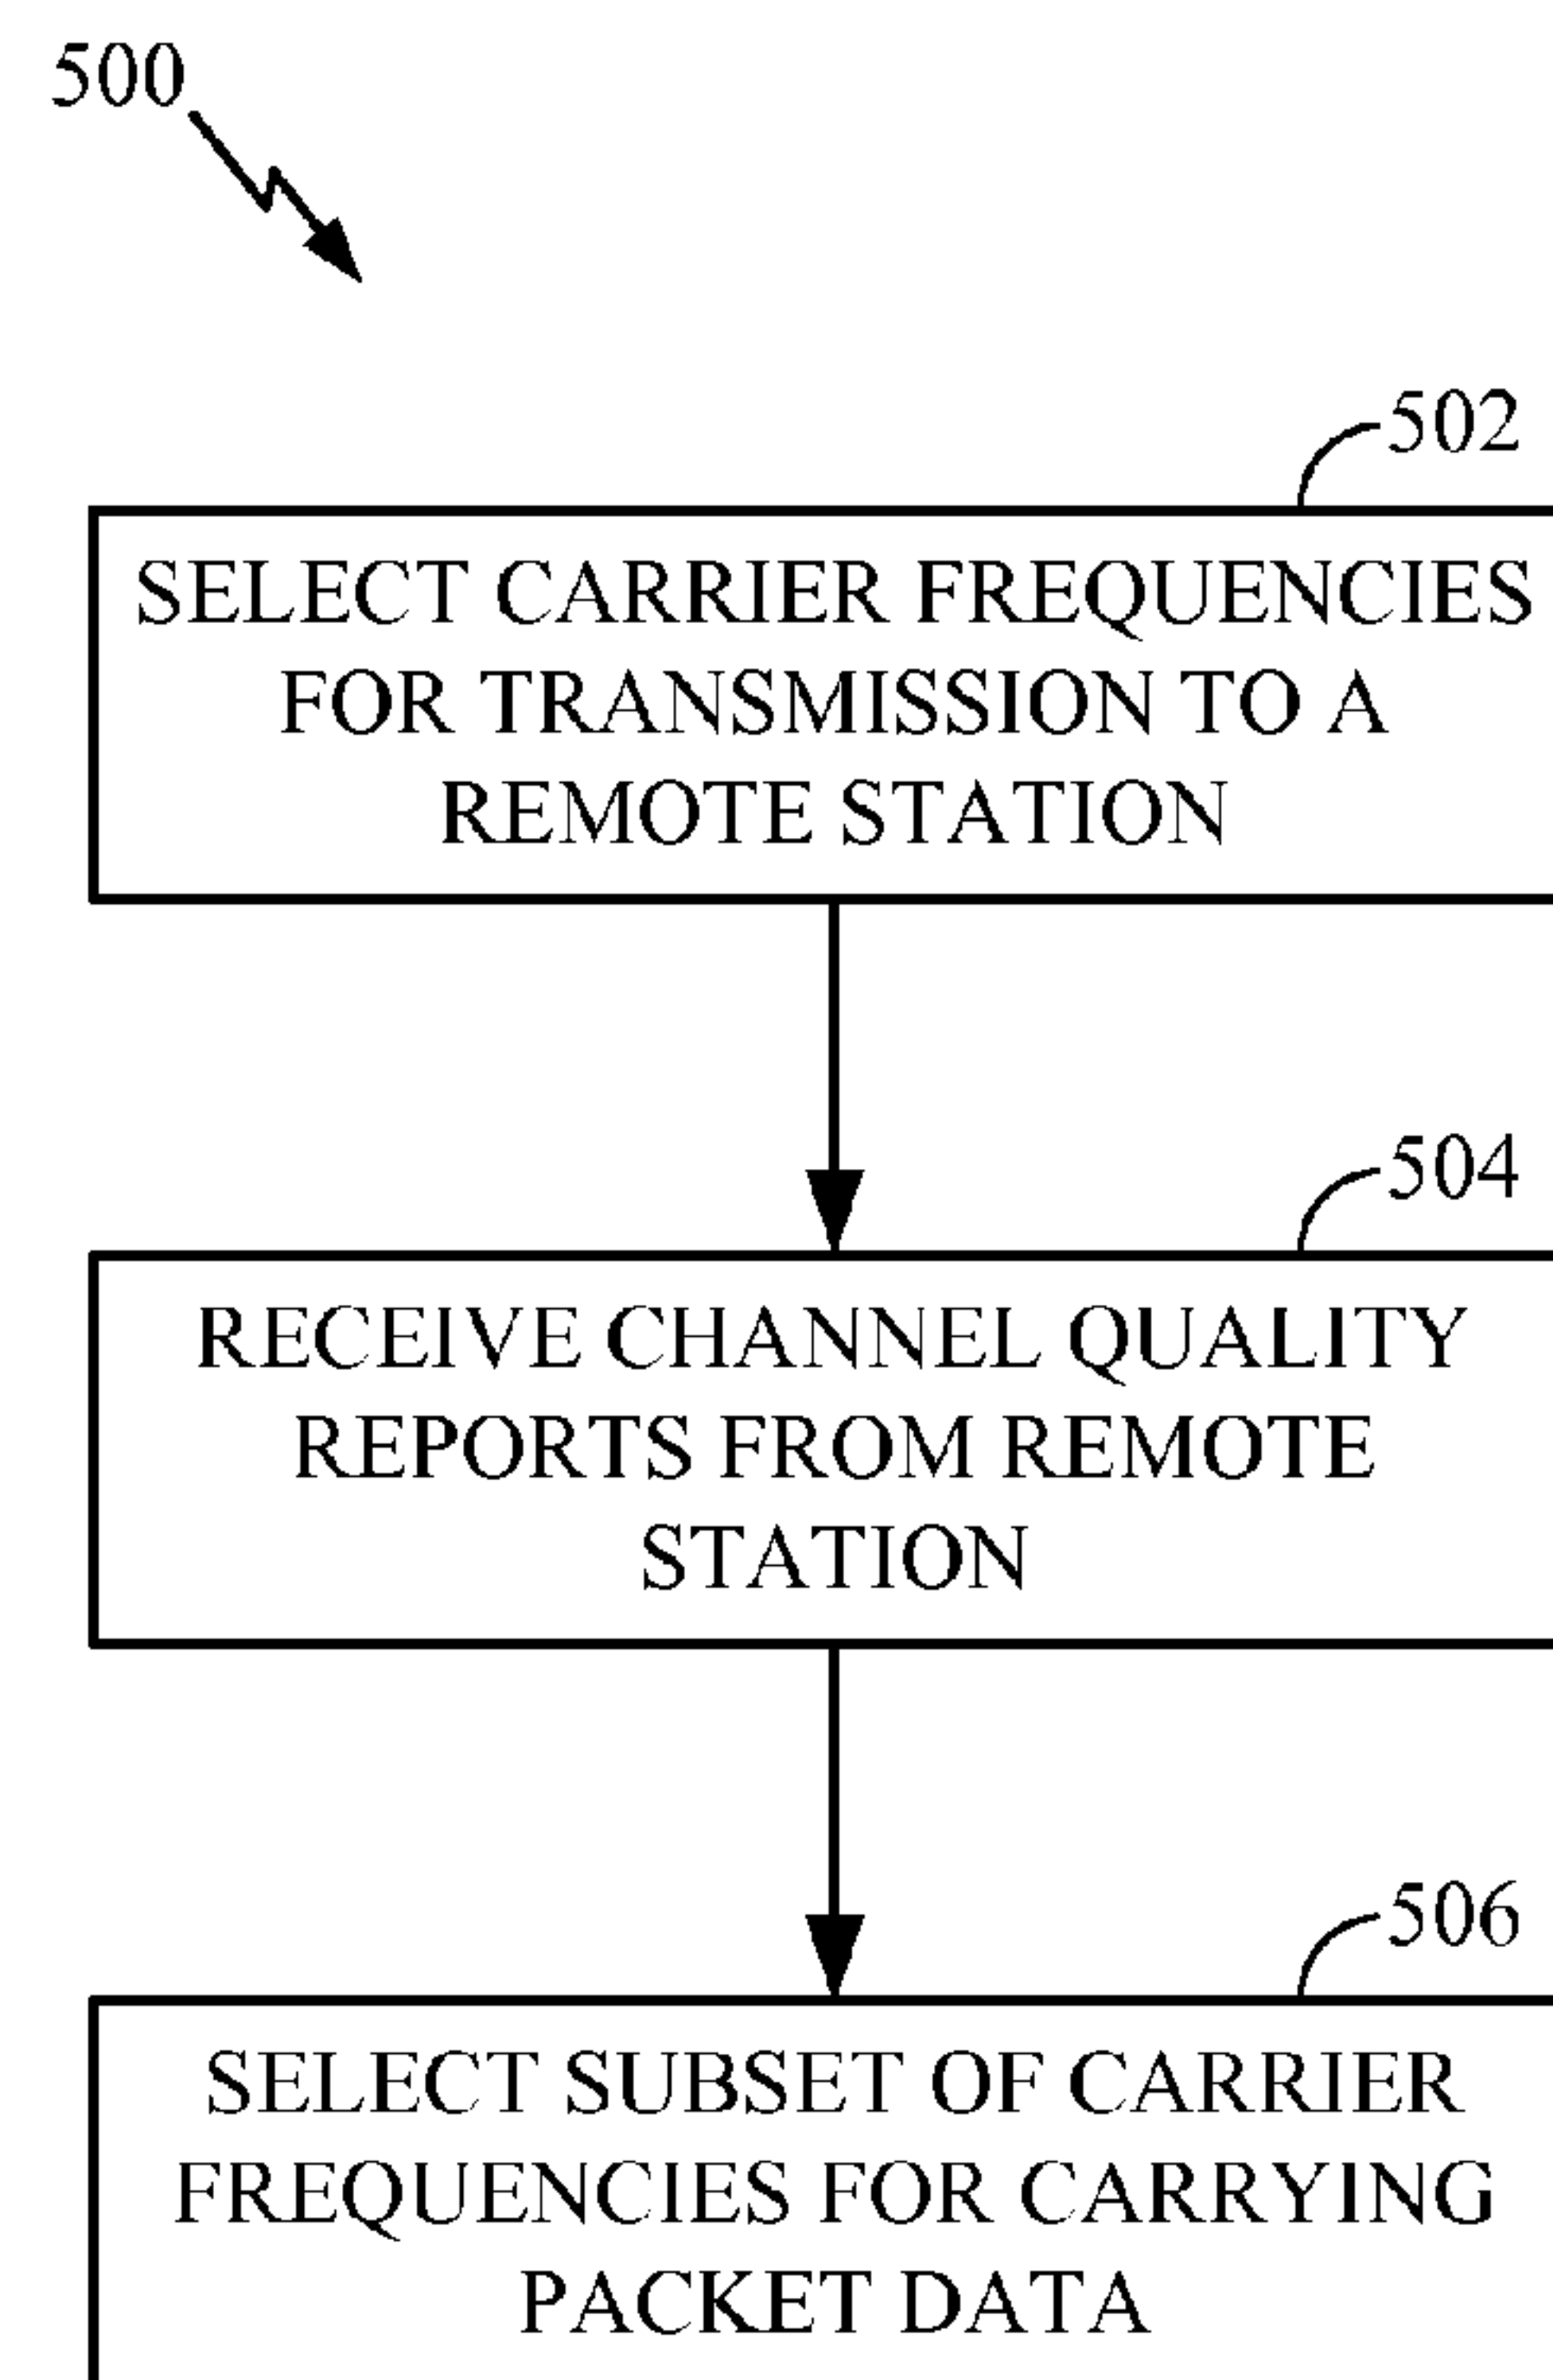 500
502
SELECT CARRIER FREQUENCIES
FOR TRANSMISSION TO A
REMOTE STATION
504
RECEIVE CHANNEL QUALITY
REPORTS FROM REMOTE
STATION
506
SELECT SUBSET OF CARRIER
FREQUENCIES FOR CARRYING
PACKET DATA